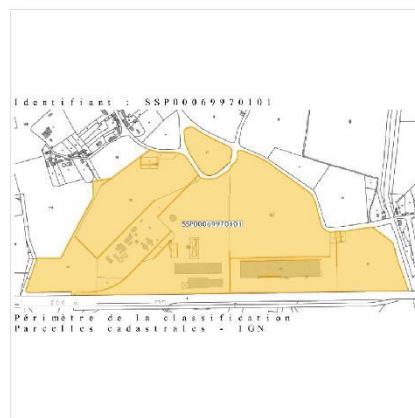 Identifiant : SSP00069970101
SSP00069970101
200 m
Périmètre de la classification
Parcelles cadastrales - IGN